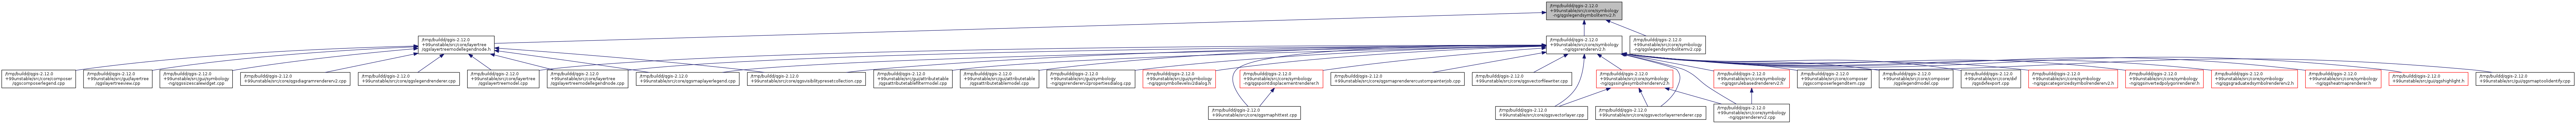 /tmp/buildd/qgis-2.12.0
+99unstable/src/core/symbology
-ng/qgslegendsymbolitemv2.h
/tmp/buildd/qgis-2.12.0
+99unstable/src/core/layertree
/qgslayertreemodellegendnode.h
/tmp/buildd/qgis-2.12.0
+99unstable/src/core/symbology
-ng/qgsrendererv2.h
/tmp/buildd/qgis-2.12.0
+99unstable/src/core/symbology
-ng/qgslegendsymbolitemv2.cpp
/tmp/buildd/qgis-2.12.0
+99unstable/src/core/composer
/qgscomposerlegend.cpp
/tmp/buildd/qgis-2.12.0
+99unstable/src/gui/layertree
/qgslayertreeview.cpp
/tmp/buildd/qgis-2.12.0
+99unstable/src/gui/symbology
-ng/qgssizescalewidget.cpp
/tmp/buildd/qgis-2.12.0
+99unstable/src/core/qgsdiagramrendererv2.cpp
/tmp/buildd/qgis-2.12.0
+99unstable/src/core/qgslegendrenderer.cpp
/tmp/buildd/qgis-2.12.0
+99unstable/src/core/layertree
/qgslayertreemodel.cpp
/tmp/buildd/qgis-2.12.0
+99unstable/src/core/layertree
/qgslayertreemodellegendnode.cpp
/tmp/buildd/qgis-2.12.0
+99unstable/src/core/qgsmaplayerlegend.cpp
/tmp/buildd/qgis-2.12.0
+99unstable/src/core/qgsvisibilitypresetcollection.cpp
/tmp/buildd/qgis-2.12.0
+99unstable/src/gui/attributetable
/qgsattributetablefiltermodel.cpp
/tmp/buildd/qgis-2.12.0
+99unstable/src/gui/attributetable
/qgsattributetablemodel.cpp
/tmp/buildd/qgis-2.12.0
+99unstable/src/gui/symbology
-ng/qgsrendererv2propertiesdialog.cpp
/tmp/buildd/qgis-2.12.0
+99unstable/src/gui/symbology
-ng/qgssymbollevelsv2dialog.h
/tmp/buildd/qgis-2.12.0
+99unstable/src/core/symbology
-ng/qgspointdisplacementrenderer.h
/tmp/buildd/qgis-2.12.0
+99unstable/src/core/qgsmaprenderercustompainterjob.cpp
/tmp/buildd/qgis-2.12.0
+99unstable/src/core/qgsvectorfilewriter.cpp
/tmp/buildd/qgis-2.12.0
+99unstable/src/core/symbology
-ng/qgssinglesymbolrendererv2.h
/tmp/buildd/qgis-2.12.0
+99unstable/src/core/symbology
-ng/qgsrulebasedrendererv2.h
/tmp/buildd/qgis-2.12.0
+99unstable/src/core/composer
/qgscomposerlegenditem.cpp
/tmp/buildd/qgis-2.12.0
+99unstable/src/core/composer
/qgslegendmodel.cpp
/tmp/buildd/qgis-2.12.0
+99unstable/src/core/dxf
/qgsdxfexport.cpp
/tmp/buildd/qgis-2.12.0
+99unstable/src/core/symbology
-ng/qgscategorizedsymbolrendererv2.h
/tmp/buildd/qgis-2.12.0
+99unstable/src/core/symbology
-ng/qgsinvertedpolygonrenderer.h
/tmp/buildd/qgis-2.12.0
+99unstable/src/core/symbology
-ng/qgsgraduatedsymbolrendererv2.h
/tmp/buildd/qgis-2.12.0
+99unstable/src/core/symbology
-ng/qgsheatmaprenderer.h
/tmp/buildd/qgis-2.12.0
+99unstable/src/gui/qgshighlight.h
/tmp/buildd/qgis-2.12.0
+99unstable/src/gui/qgsmaptoolidentify.cpp
/tmp/buildd/qgis-2.12.0
+99unstable/src/core/qgsmaphittest.cpp
/tmp/buildd/qgis-2.12.0
+99unstable/src/core/qgsvectorlayer.cpp
/tmp/buildd/qgis-2.12.0
+99unstable/src/core/qgsvectorlayerrenderer.cpp
/tmp/buildd/qgis-2.12.0
+99unstable/src/core/symbology
-ng/qgsrendererv2.cpp